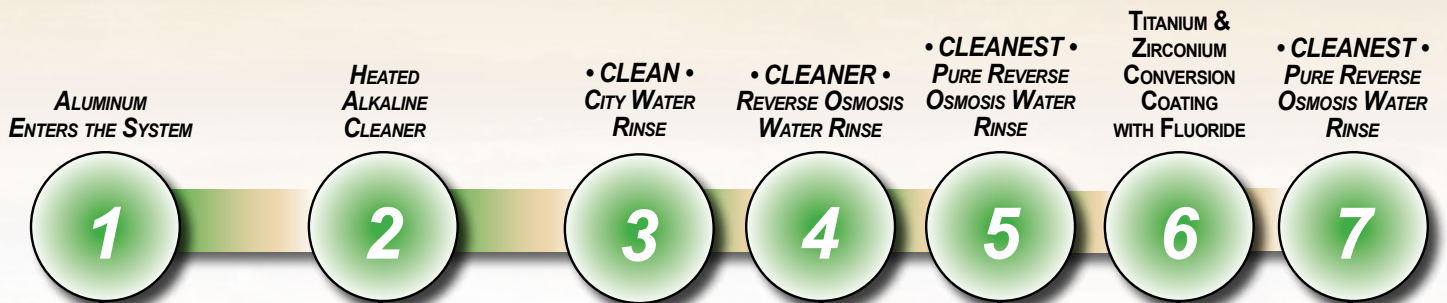 ALUMINUM
ENTERS THE SYSTEM
1
HEATED
ALKALINE
CLEANER
2
• CLEAN •
CITY WATER
RINSE
3
• CLEANER •
REVERSE OSMOSIS
WATER RINSE
4
• CLEANEST •
PURE REVERSE
OSMOSIS WATER
RINSE
5
TITANIUM &
ZIRCONIUM
CONVERSION
COATING
WITH FLUORIDE
6
• CLEANEST •
PURE REVERSE
OSMOSIS WATER
RINSE
7